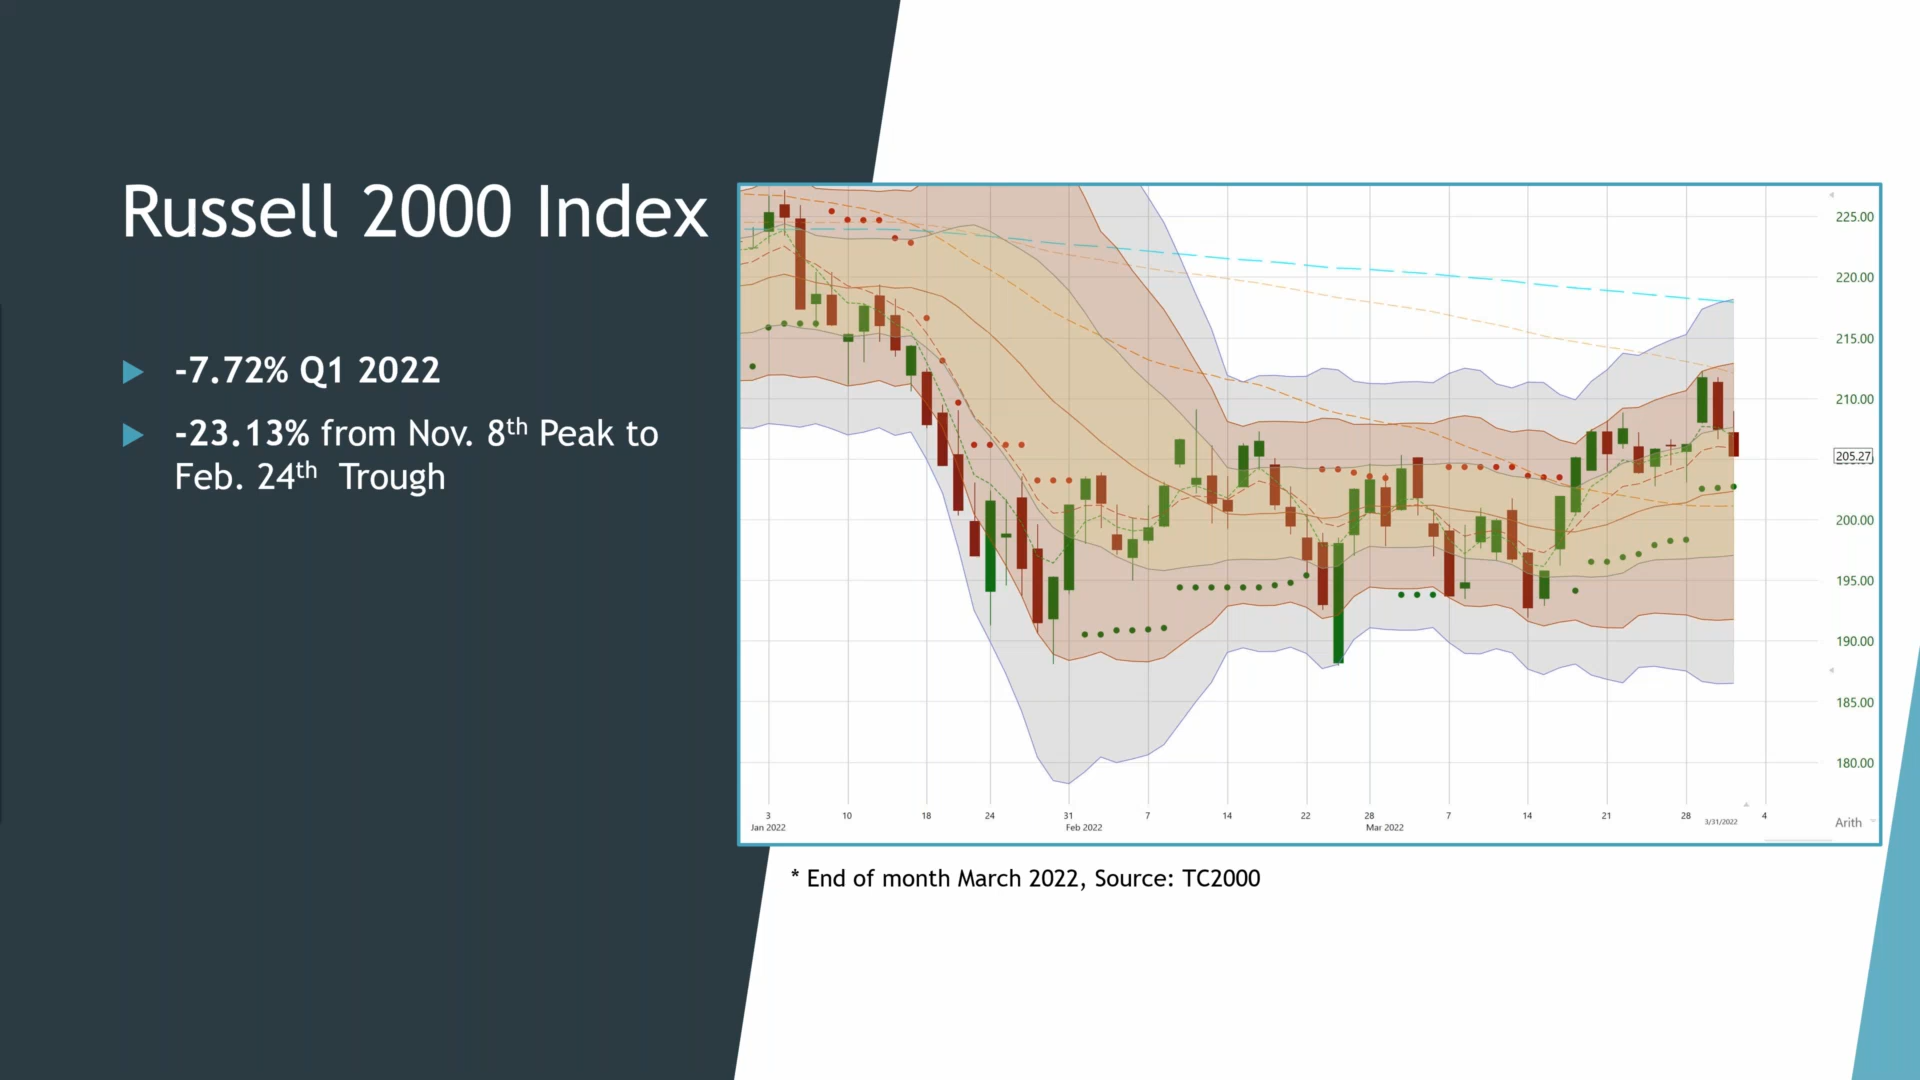 Russell 2000 Index
-7.72% Q1 2022
-23.13% from Nov. 8th Peak to
Feb. 24th Trough
225.00
220.00
215.00
210.00
205.27
200.00
195.00
190.00
185.00
180.00
3 10 18 24 31 7 14 22 28 7 14 21 28 4
Jan 2022 Feb 2022 Mar 2022 3/31/2022
Arith
* End of month March 2022, Source: TC2000